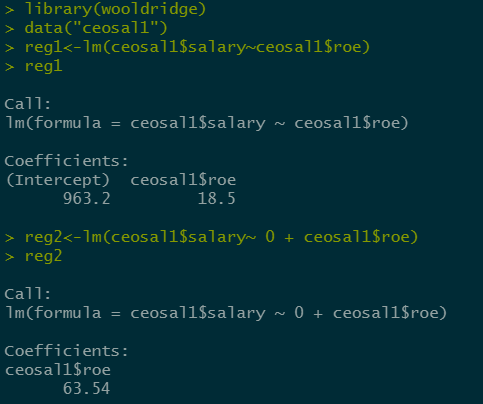 > library(wooldridge)
> data("ceosal1")
> reg1<-lm(ceosal1$salary~ceosal1$roe)
> reg1
Call:
lm(formula = ceosal1$salary ~ ceosal1$roe)
Coefficients:
(Intercept)  ceosal1$roe
      963.2         18.5
> reg2<-lm(ceosal1$salary~ 0 + ceosal1$roe)
> reg2
Call:
lm(formula = ceosal1$salary ~ 0 + ceosal1$roe)
Coefficients:
ceosal1$roe
      63.54